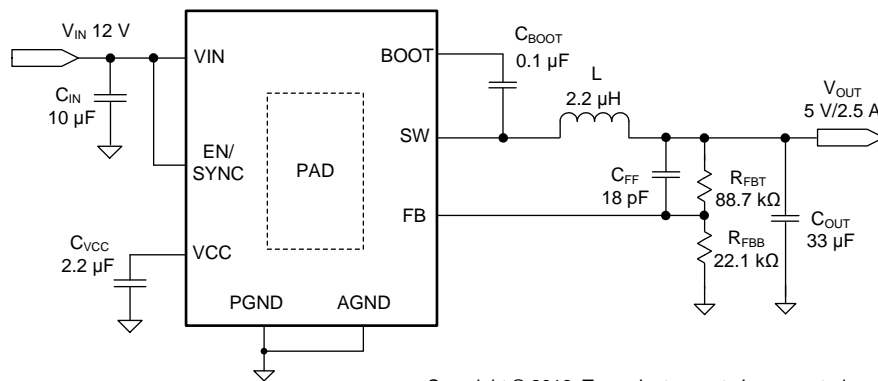 V_IN 12 V
C_IN
10 µF
VIN
EN/
SYNC
VCC
C_VCC
2.2 µF
PAD
PGND
AGND
BOOT
SW
FB
C_BOOT
0.1 µF
L
2.2 µH
C_FF
18 pF
R_FBT
88.7 kΩ
R_FBB
22.1 kΩ
V_OUT
5 V/2.5 A
C_OUT
33 µF